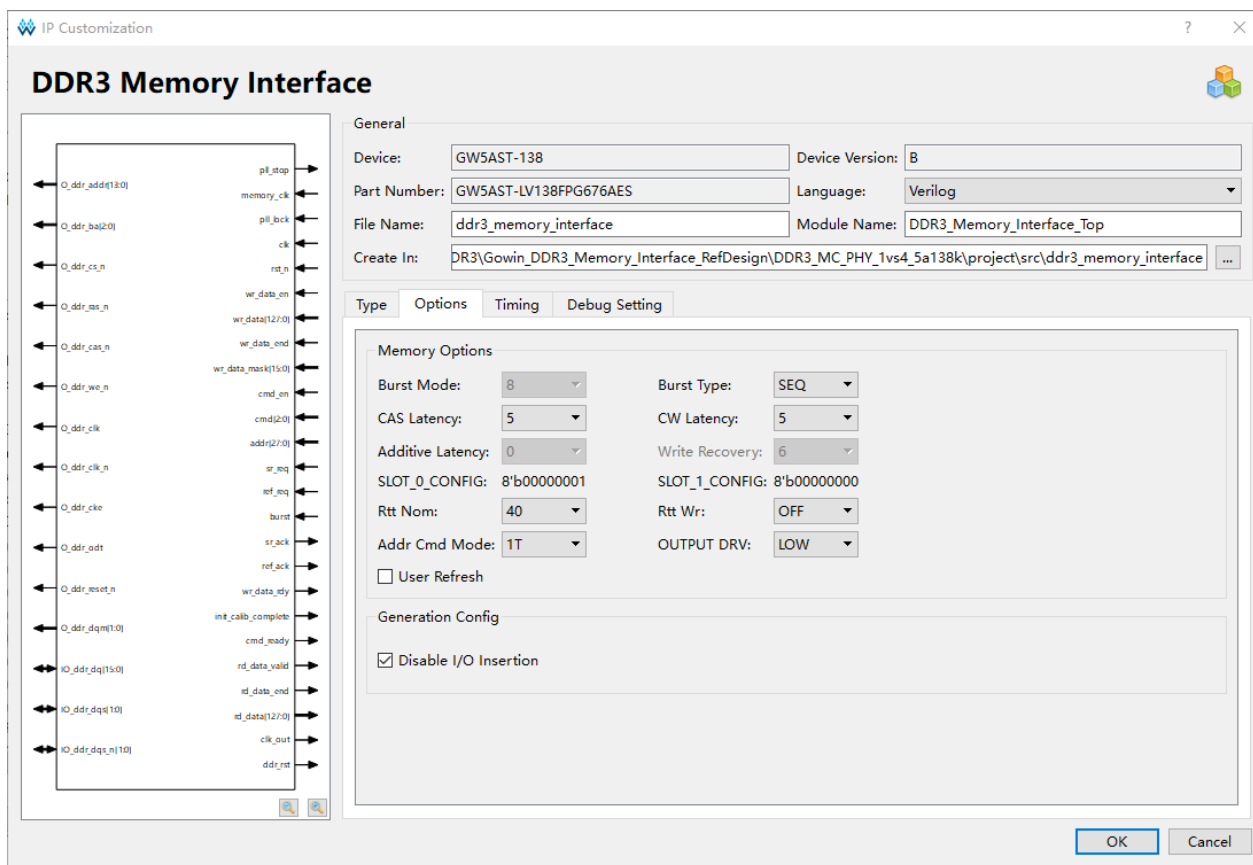 IP Customization ? ×
DDR3 Memory Interface
O_ddr_addr(13:0)
O_ddr_ba(2:0)
O_ddr_cs_n
O_ddr_ras_n
O_ddr_cas_n
O_ddr_we_n
O_ddr_clk
O_ddr_clk_n
O_ddr_cke
O_ddr_odt
O_ddr_reset_n
O_ddr_dqm(1:0)
IO_ddr_dq(15:0)
IO_ddr_dqs(1:0)
IO_ddr_dqs_n(1:0)
pll_stop
memory_clk
pll_lock
clk
rst_n
wr_data_en
wr_data(127:0)
wr_data_end
wr_data_mask(15:0)
cmd_en
cmd(2:0)
addr(27:0)
sr_req
ref_req
burst
sr_ack
ref_ack
wr_data_rdy
init_calib_complete
cmd_ready
rd_data_valid
rd_data_end
rd_data(127:0)
clk_out
ddr_rst
General
Device: GW5AST-138 Device Version: B
Part Number: GW5AST-LV138FPG676AES Language: Verilog
File Name: ddr3_memory_interface Module Name: DDR3_Memory_Interface_Top
Create In: DR3\Gowin_DDR3_Memory_Interface_RefDesign\DDR3_MC_PHY_1vs4_5a138k\project\src\ddr3_memory_interface ...
Type Options Timing Debug Setting
Memory Options
Burst Mode: 8 Burst Type: SEQ
CAS Latency: 5 CW Latency: 5
Additive Latency: 0 Write Recovery: 6
SLOT_0_CONFIG: 8'b00000001 SLOT_1_CONFIG: 8'b00000000
Rtt Nom: 40 Rtt Wr: OFF
Addr Cmd Mode: 1T OUTPUT DRV: LOW
User Refresh
Generation Config
Disable I/O Insertion
OK Cancel